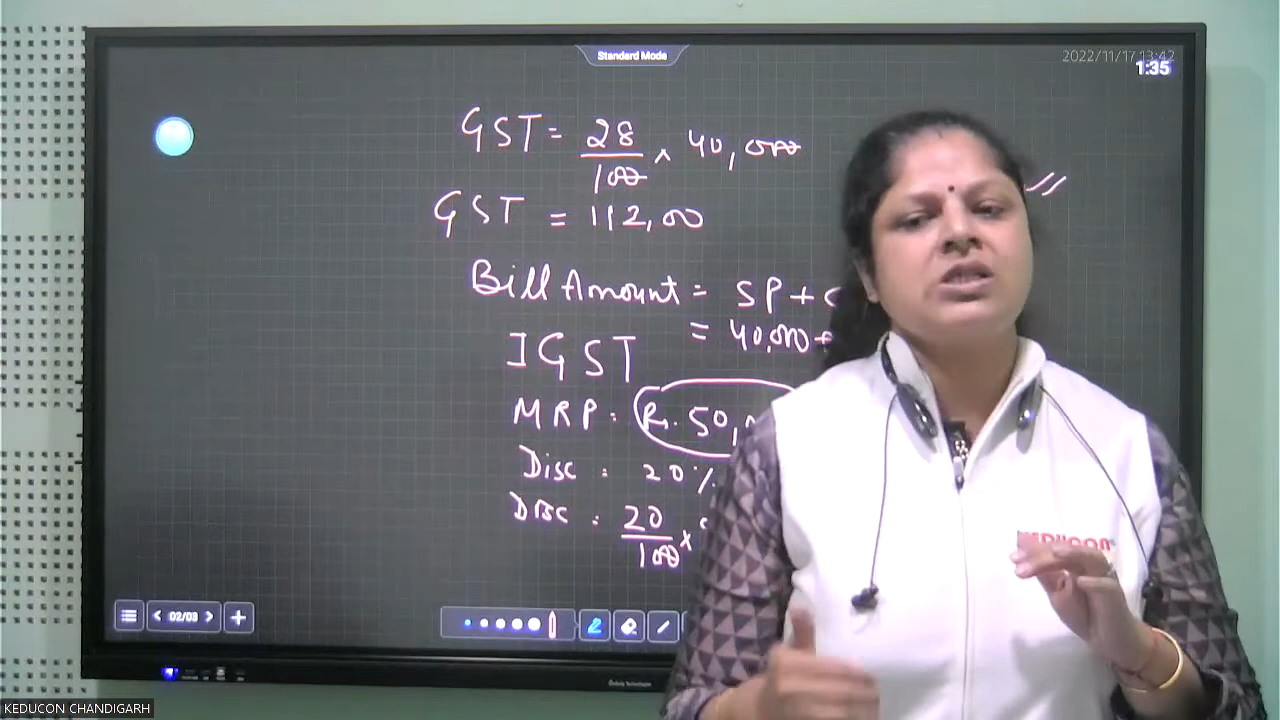 Standard Mode
2022/11/17 13:42
1:35
GST = 28/100 × 40,000
GST = 112,00
Bill Amount = SP +
= 40,000 +
IGST
MRP : Rs. 50,
Disc : 20%
Disc : 20/100 ×
02/03
KEDUCON
KEDUCON CHANDIGARH